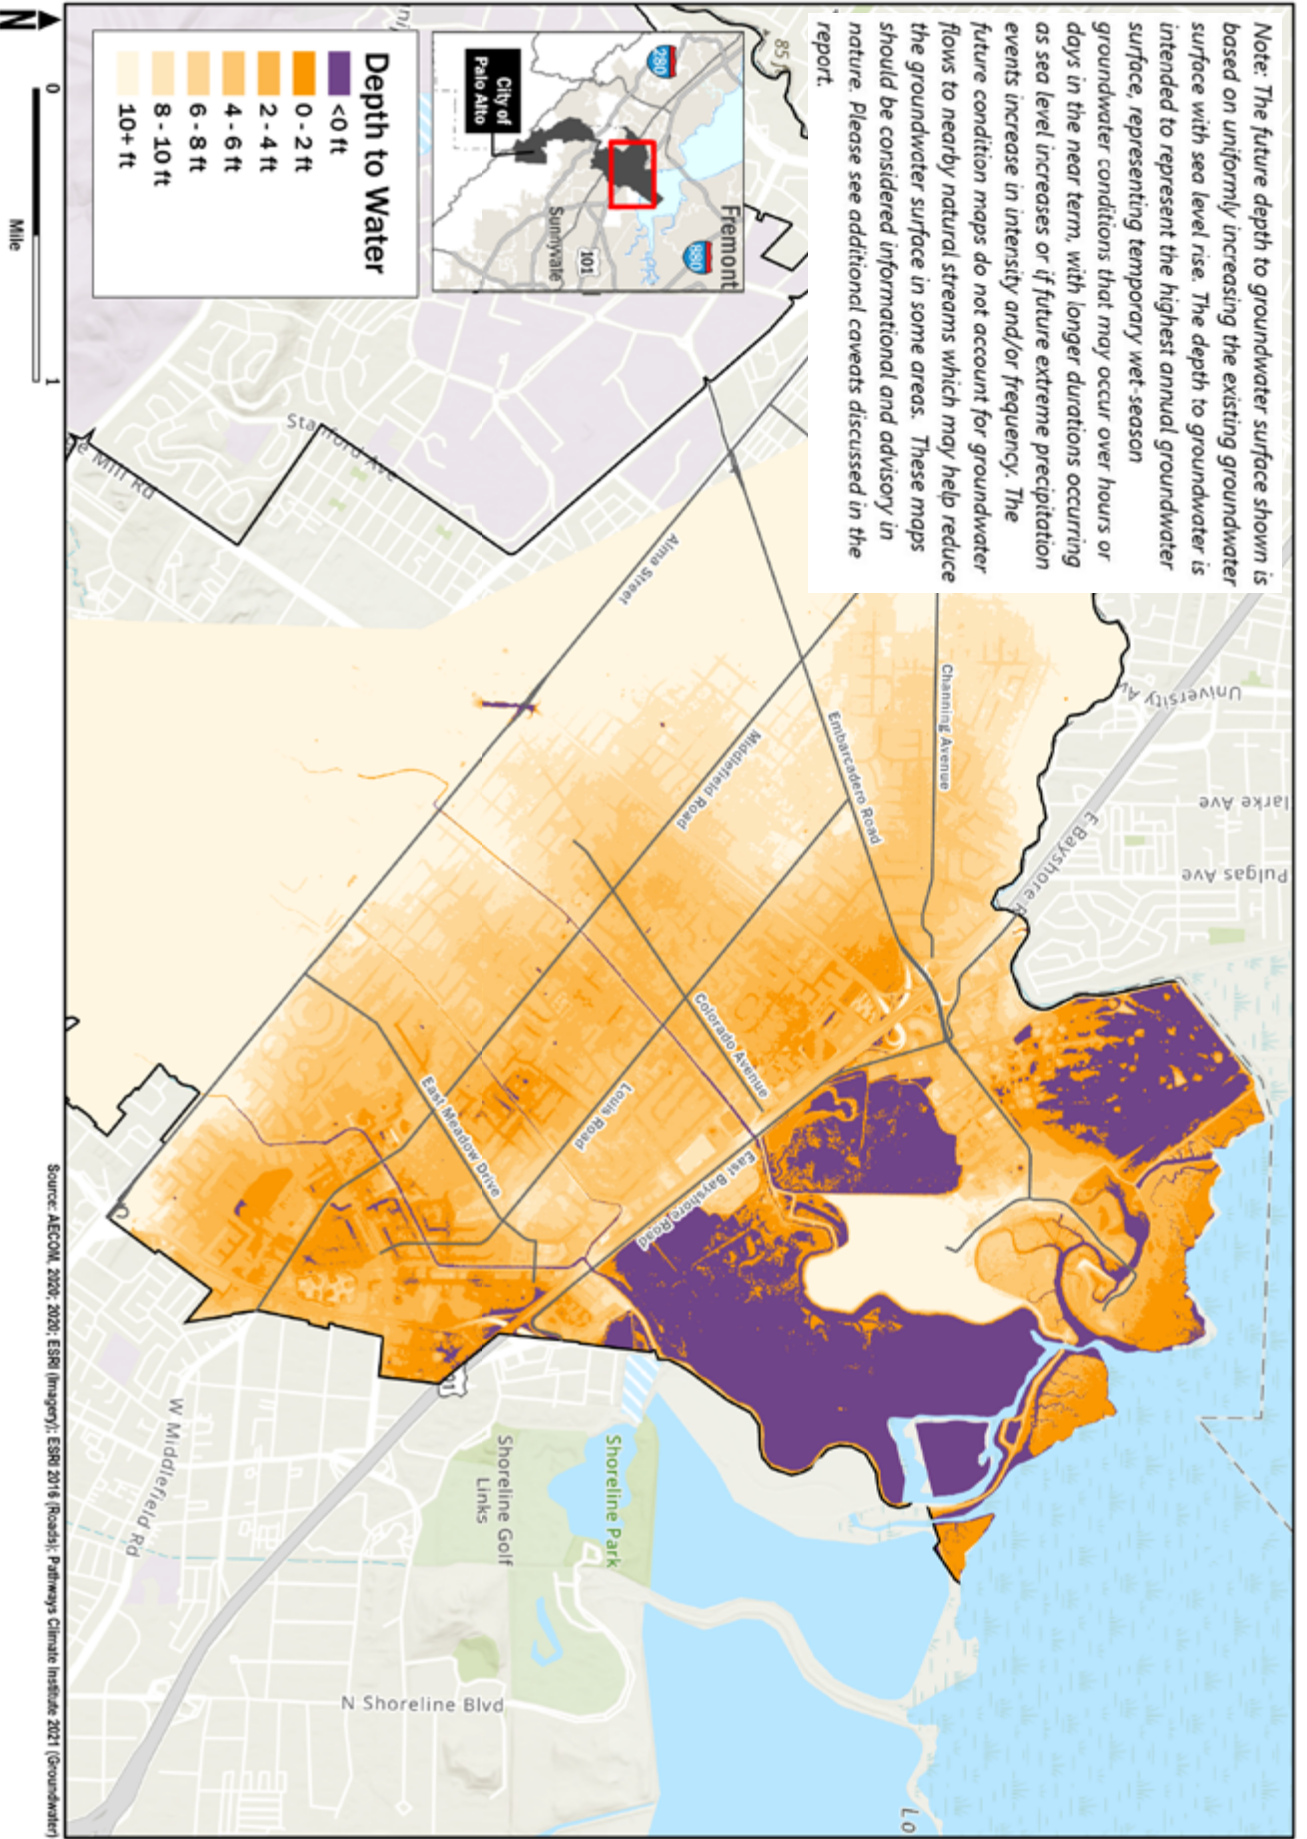 Note: The future depth to groundwater surface shown is
based on uniformly increasing the existing groundwater
surface with sea level rise. The depth to groundwater is
intended to represent the highest annual groundwater
surface, representing temporary wet-season
groundwater conditions that may occur over hours or
days in the near term, with longer durations occurring
as sea level increases or if future extreme precipitation
events increase in intensity and/or frequency. The
future condition maps do not account for groundwater
flows to nearby natural streams which may help reduce
the groundwater surface in some areas. These maps
should be considered informational and advisory in
nature. Please see additional caveats discussed in the
report.
85
Fremont
880
280
101
Sunnyvale
City of
Palo Alto
Depth to Water
<0 ft
0 - 2 ft
2 - 4 ft
4 - 6 ft
6 - 8 ft
8 - 10 ft
10+ ft
N
0
1
Mile
University Av
larke Ave
Pulgas Ave
E Bayshore R
Channing Avenue
Embarcadero Road
Middlefield Road
Alma Street
Stanford Ave
e Mill Rd
Colorado Avenue
Louis Road
East Meadow Drive
East Bayshore Road
01
Shoreline Park
Shoreline Golf
Links
W Middlefield Rd
N Shoreline Blvd
Lo
Source: AECOM, 2020; 2020; ESRI (Imagery); ESRI 2016 (Roads); Pathways Climate Institute 2021 (Groundwater)